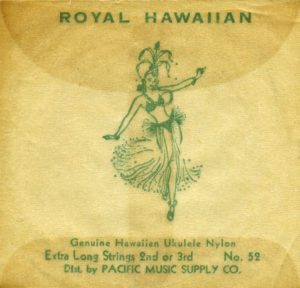 ROYAL HAWAIIAN
Genuine Hawaiian Ukulele Nylon
Extra Long Strings 2nd or 3rd No. 52
Dist. by PACIFIC MUSIC SUPPLY CO.